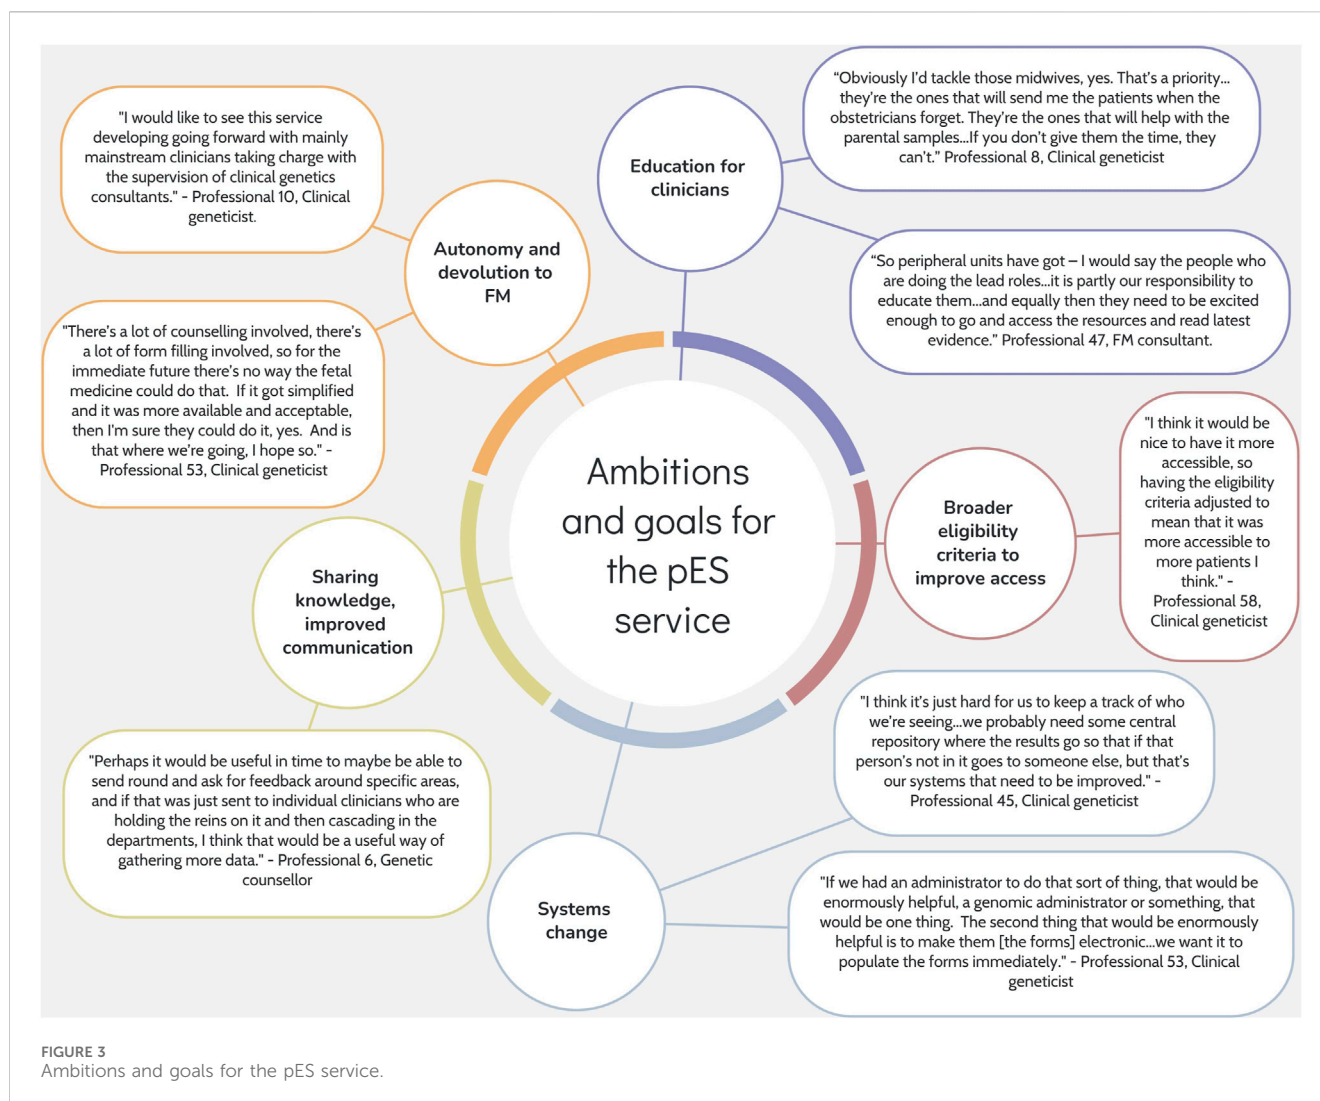 "I would like to see this service
developing going forward with mainly
mainstream clinicians taking charge with
the supervision of clinical genetics
consultants." - Professional 10, Clinical
geneticist.
Autonomy and
devolution to
FM
"There's a lot of counselling involved, there's
a lot of form filling involved, so for the
immediate future there's no way the fetal
medicine could do that.  If it got simplified
and it was more available and acceptable,
then I'm sure they could do it, yes.  And is
that where we're going, I hope so." -
Professional 53, Clinical geneticist
Education for
clinicians
“Obviously I’d tackle those midwives, yes. That’s a priority…
they’re the ones that will send me the patients when the
obstetricians forget. They’re the ones that will help with the
parental samples…If you don’t give them the time, they
can’t.” Professional 8, Clinical geneticist
“So peripheral units have got – I would say the people who
are doing the lead roles…it is partly our responsibility to
educate them…and equally then they need to be excited
enough to go and access the resources and read latest
evidence.” Professional 47, FM consultant.
Broader
eligibility
criteria to
improve access
"I think it would be
nice to have it more
accessible, so
having the eligibility
criteria adjusted to
mean that it was
more accessible to
more patients I
think." -
Professional 58,
Clinical geneticist
Ambitions
and goals for
the pES
service
Sharing
knowledge,
improved
communication
"Perhaps it would be useful in time to maybe be able to
send round and ask for feedback around specific areas,
and if that was just sent to individual clinicians who are
holding the reins on it and then cascading in the
departments, I think that would be a useful way of
gathering more data." - Professional 6, Genetic
counsellor
Systems
change
"I think it's just hard for us to keep a track of who
we're seeing…we probably need some central
repository where the results go so that if that
person's not in it goes to someone else, but that's
our systems that need to be improved." -
Professional 45, Clinical geneticist
"If we had an administrator to do that sort of thing, that would be
enormously helpful, a genomic administrator or something, that
would be one thing.  The second thing that would be enormously
helpful is to make them [the forms] electronic…we want it to
populate the forms immediately." - Professional 53, Clinical
geneticist
FIGURE 3
Ambitions and goals for the pES service.